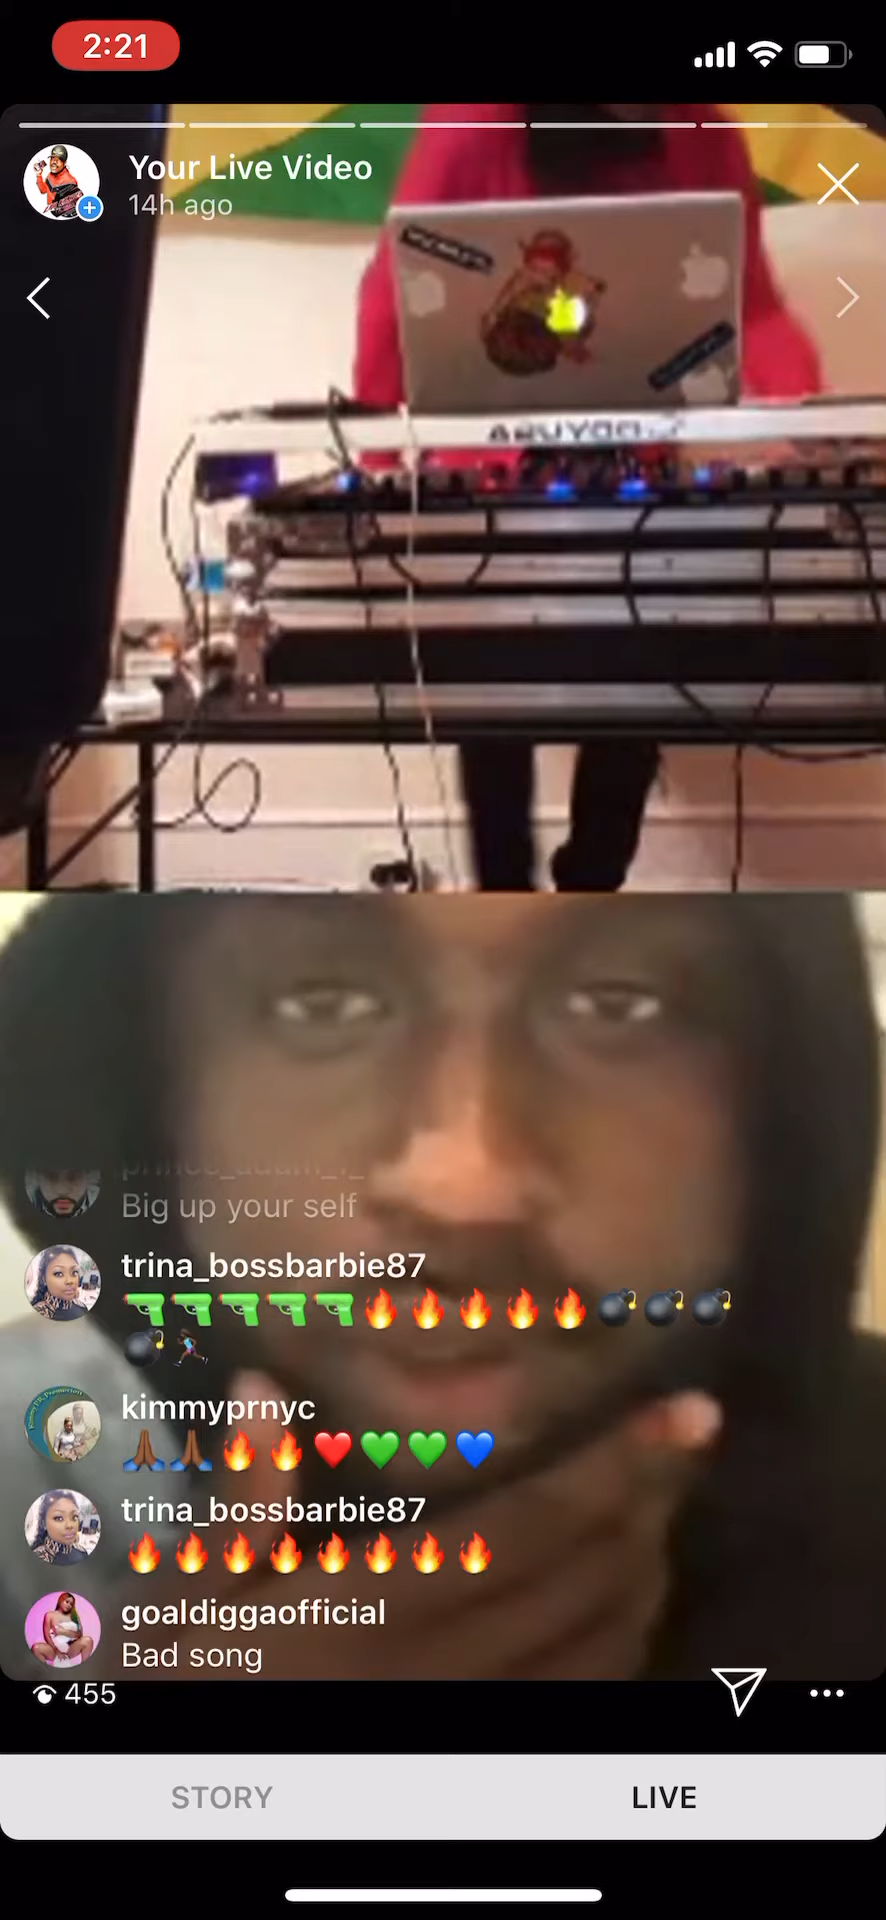 2:21
Your Live Video
14h ago
Big up your self
trina_bossbarbie87
🔫🔫🔫🔫🔫🔥🔥🔥🔥🔥💣💣💣
💣🏃🏿‍♀️
kimmyprnyc
🙏🏾🙏🏾🔥🔥❤️💚💚💙
trina_bossbarbie87
🔥🔥🔥🔥🔥🔥🔥🔥
goaldiggaofficial
Bad song
455
STORY
LIVE